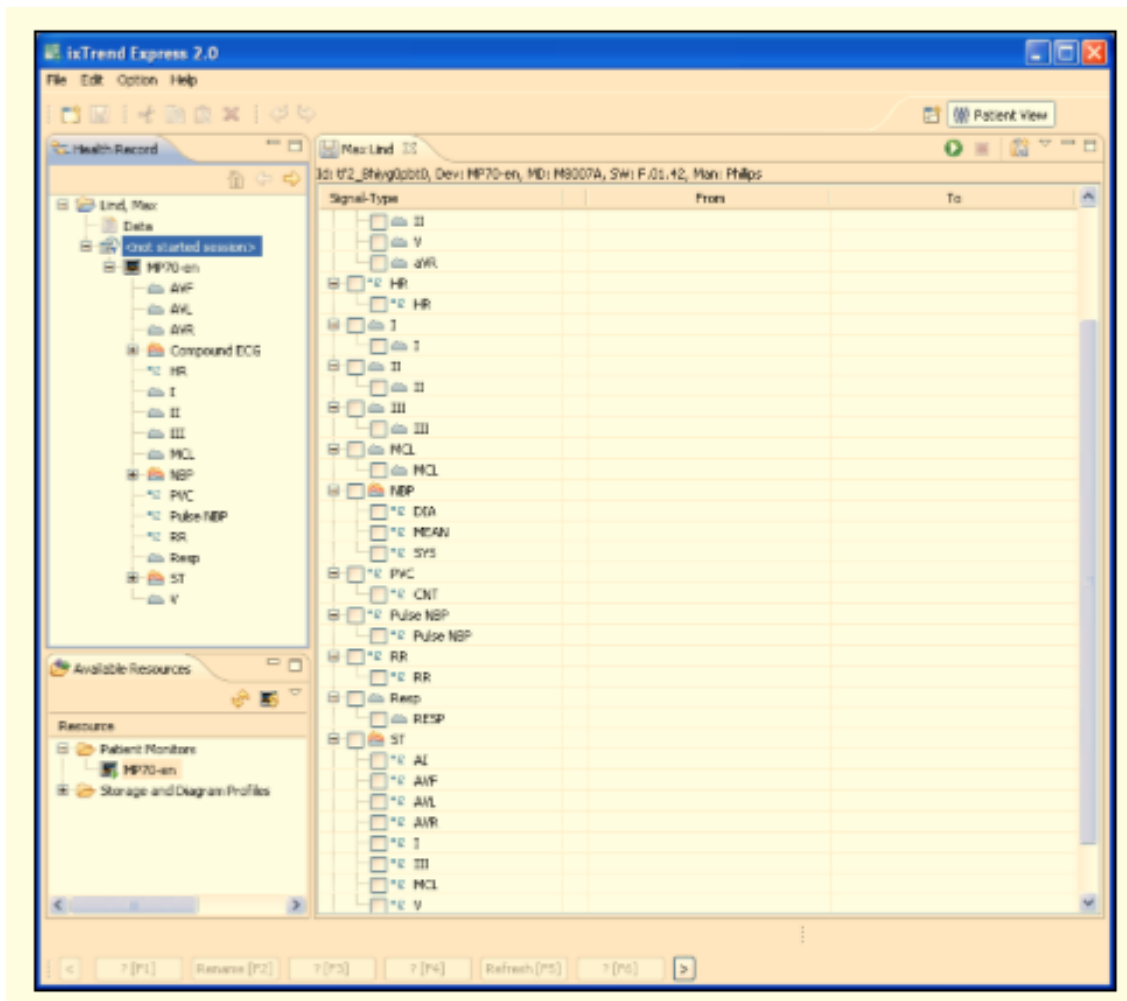 ixTrend Express 2.0
File Edit Option Help
Patient View
Health Record
Lind, Max
Data
<not started session>
MP70-en
AVF
AVL
AVR
Compound ECG
HR
I
II
III
MCL
NBP
PVC
Pulse NBP
RR
Resp
ST
V
Available Resources
Resource
Patient Monitors
MP70-en
Storage and Diagram Profiles
Max Lind
Dev: MP70-en, MD: M8007A, SW: F.01.42, Man: Philips
Signal-Type From To
II
V
aVR
HR
HR
I
I
II
II
III
III
MCL
MCL
NBP
DIA
MEAN
SYS
PVC
CNT
Pulse NBP
Pulse NBP
RR
RR
Resp
RESP
ST
AI
AVF
AVL
AVR
I
III
MCL
V
< ? [F1] Rename [F2] ? [F3] ? [F4] Refresh [F5] ? [F6] >